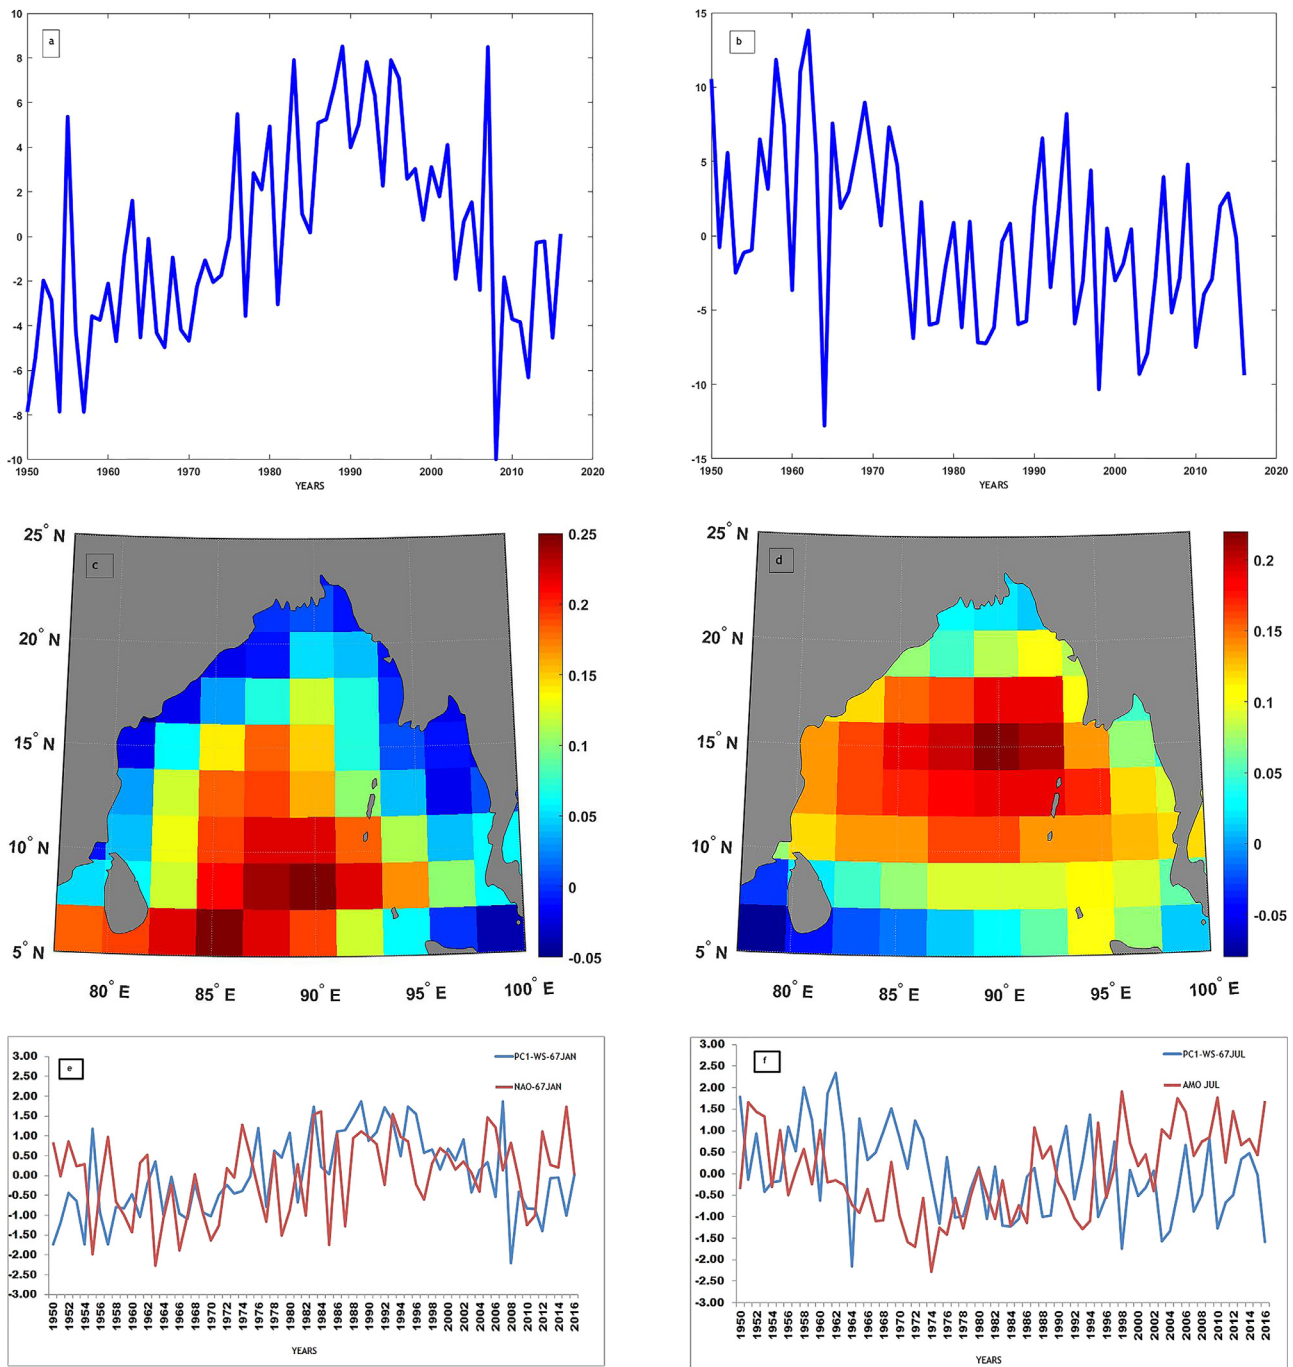 a
10
8
6
4
2
0
-2
-4
-6
-8
-10
1950 1960 1970 1980 1990 2000 2010 2020
YEARS
b
15
10
5
0
-5
-10
-15
1950 1960 1970 1980 1990 2000 2010 2020
YEARS
c
25° N
20° N
15° N
10° N
5° N
80° E 85° E 90° E 95° E 100° E
0.25
0.2
0.15
0.1
0.05
0
-0.05
d
25° N
20° N
15° N
10° N
5° N
80° E 85° E 90° E 95° E 100° E
0.2
0.15
0.1
0.05
0
-0.05
e
PC1-WS-67JAN
NAO-67JAN
3.00
2.50
2.00
1.50
1.00
0.50
0.00
-0.50
-1.00
-1.50
-2.00
-2.50
-3.00
1950 1952 1954 1956 1958 1960 1962 1964 1966 1968 1970 1972 1974 1976 1978 1980 1982 1984 1986 1988 1990 1992 1994 1996 1998 2000 2002 2004 2006 2008 2010 2012 2014 2016
YEARS
f
PC1-WS-67JUL
AMO JUL
3.00
2.50
2.00
1.50
1.00
0.50
0.00
-0.50
-1.00
-1.50
-2.00
-2.50
-3.00
1950 1952 1954 1956 1958 1960 1962 1964 1966 1968 1970 1972 1974 1976 1978 1980 1982 1984 1986 1988 1990 1992 1994 1996 1998 2000 2002 2004 2006 2008 2010 2012 2014 2016
YEARS